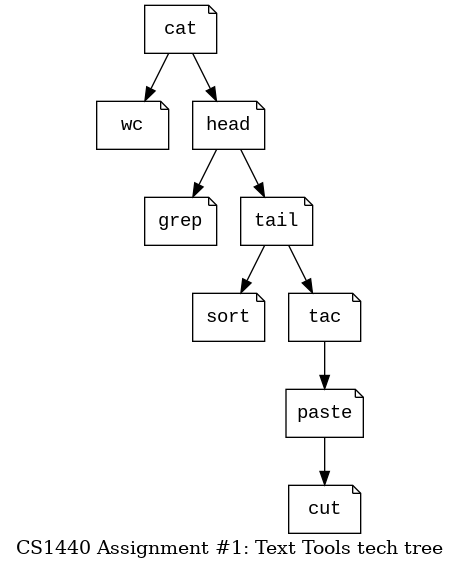 cat
wc
head
grep
tail
sort
tac
paste
cut
CS1440 Assignment #1: Text Tools tech tree